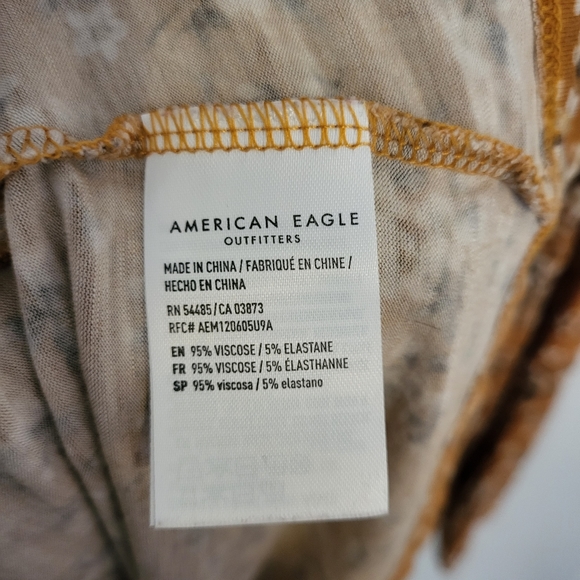 AMERICAN EAGLE
OUTFITTERS
MADE IN CHINA / FABRIQUÉ EN CHINE /
HECHO EN CHINA
RN 54485 / CA 03873
RFC# AEM120605U9A
EN 95% VISCOSE / 5% ELASTANE
FR 95% VISCOSE / 5% ÉLASTHANNE
SP 95% viscosa / 5% elastano